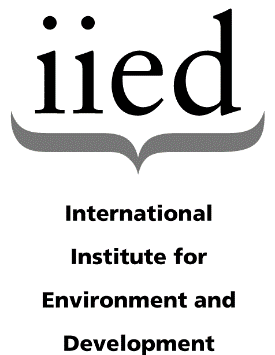 iied
International
Institute for
Environment and
Development